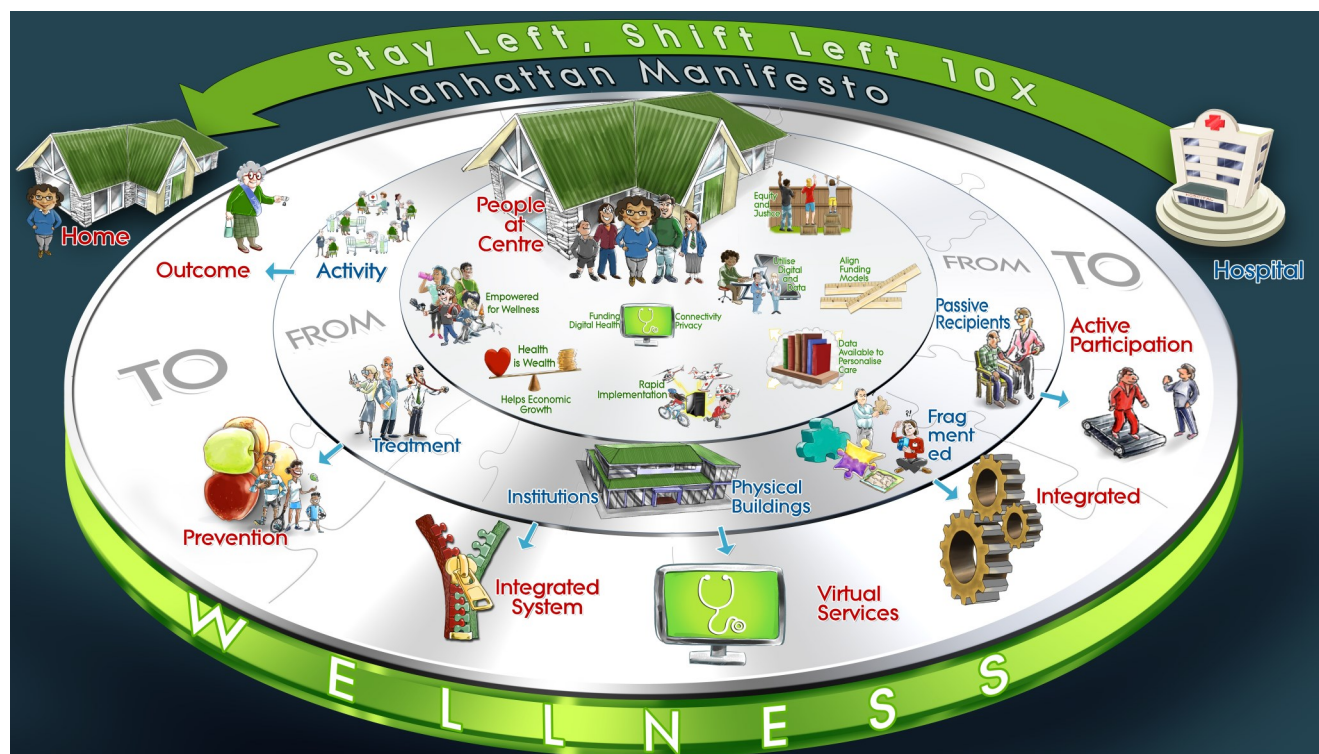 Stay Left, Shift Left 10X
Manhattan Manifesto
Home
Hospital
People
at
Centre
Equity
and
Justice
Outcome
Activity
Utilise
Digital
and
Data
Align
Funding
Models
FROM
TO
Empowered
for Wellness
Funding
Digital Health
Connectivity
Privacy
Passive
Recipients
Active
Participation
FROM
TO
Health
is Wealth
Helps Economic
Growth
Rapid
Implementation
Data
Available to
Personalise
Care
Treatment
Prevention
Frag
ment
ed
Integrated
Institutions
Physical
Buildings
Integrated
System
Virtual
Services
WELLNESS